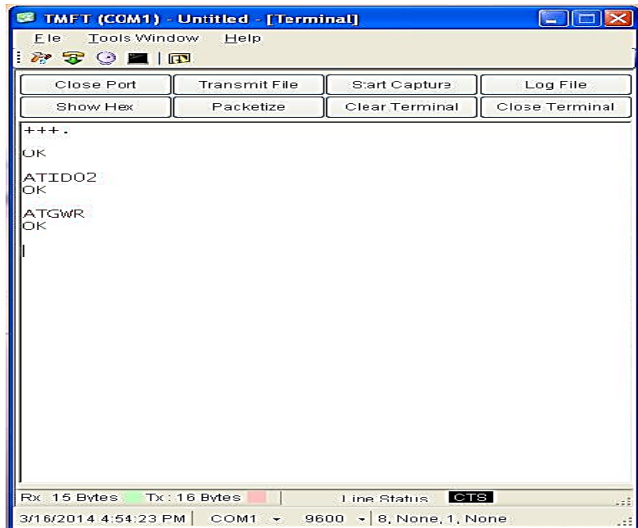 TMFT (COM1) - Untitled - [Terminal]
File Tools Window Help
Close Port Transmit File Start Capture Log File
Show Hex Packetize Clear Terminal Close Terminal
+++.
OK
ATID02
OK
ATGWR
OK
Rx 15 Bytes Tx: 16 Bytes Line Status CTS
3/16/2014 4:54:23 PM COM1 9600 8, None, 1, None